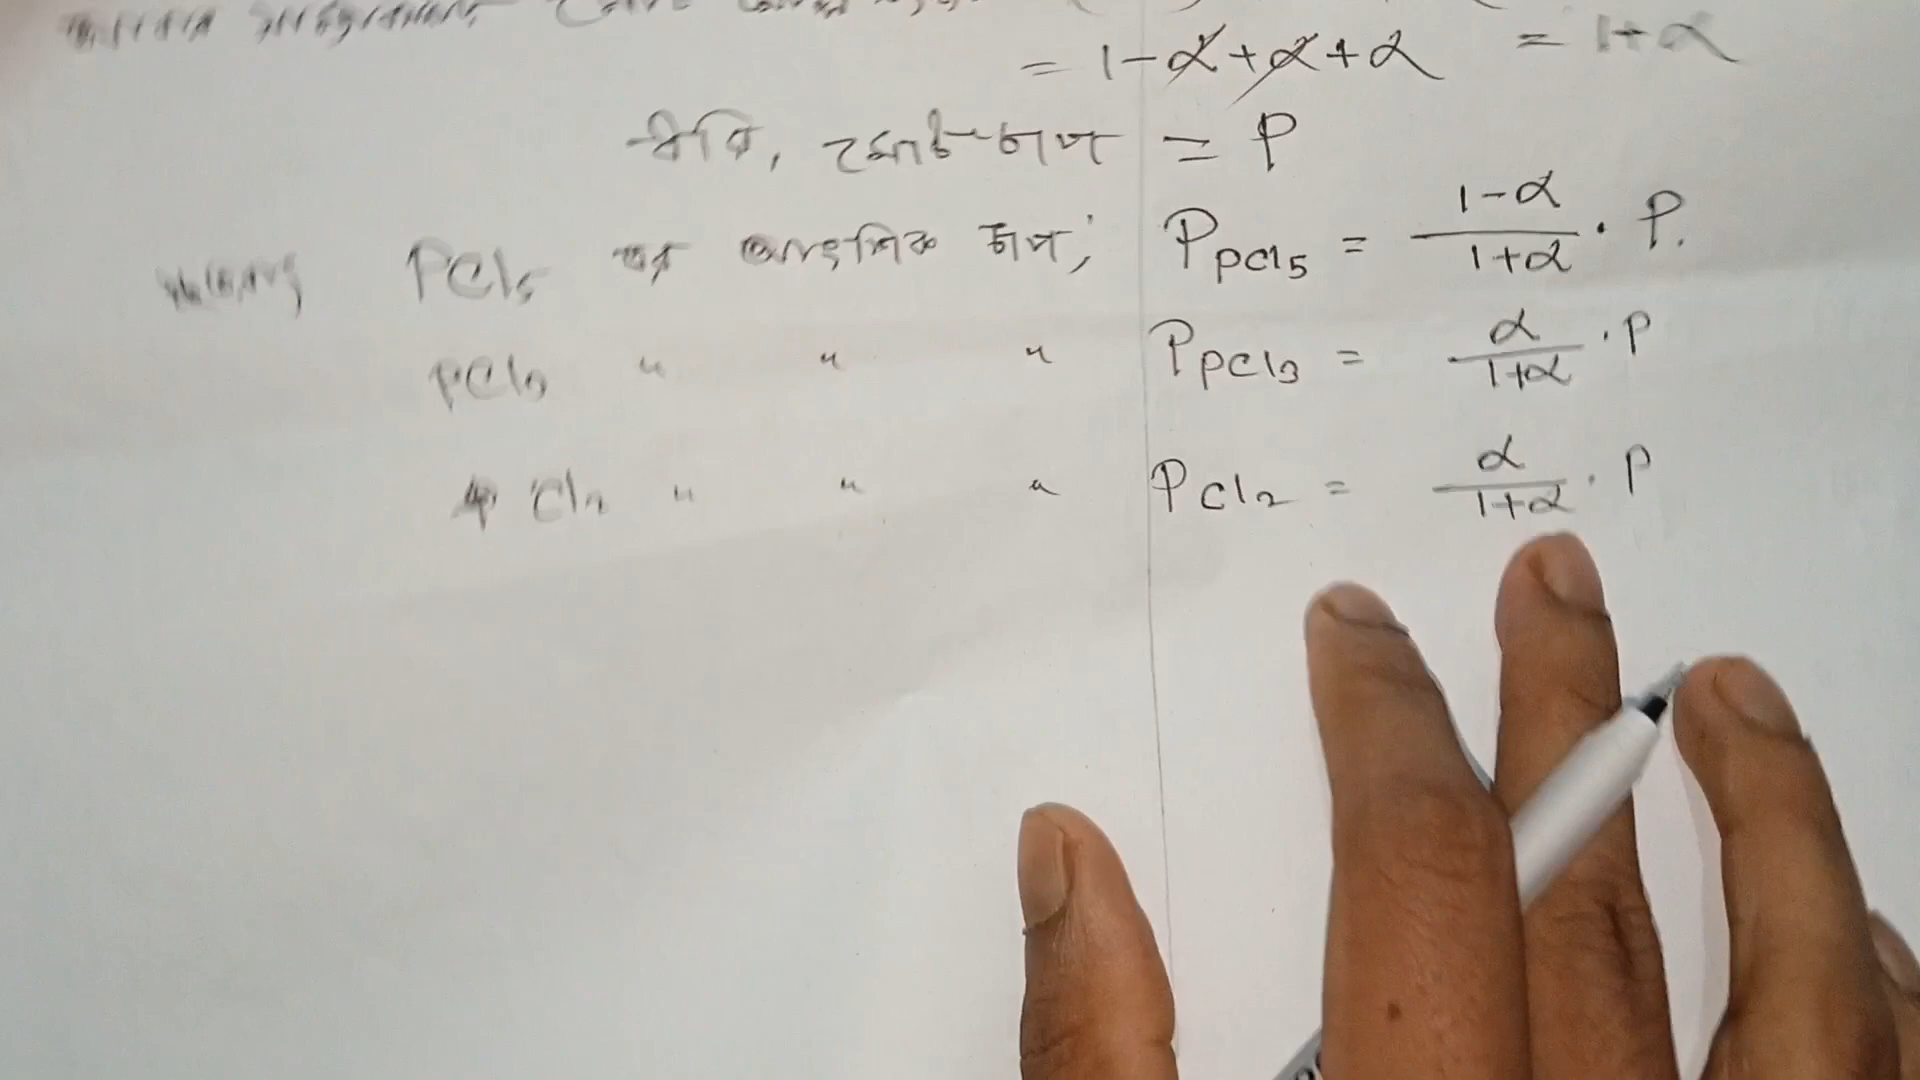 = 1-α+α+α = 1+α
ধরি, মোট চাপ = P
PCl5 এর আংশিক চাপ, P_PCl5 = (1-α)/(1+α) · P.
PCl3 " " " P_PCl3 = α/(1+α) · P
Cl2 " " " P_Cl2 = α/(1+α) · P